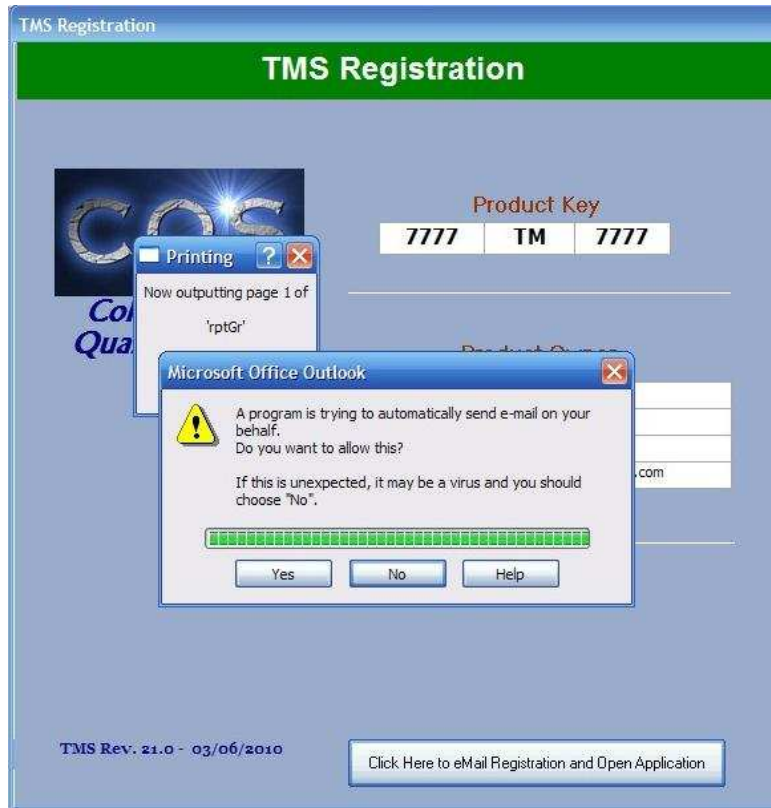 TMS Registration
TMS Registration
COS
Product Key
7777 TM 7777
Printing
Now outputting page 1 of
'rptGr'
Microsoft Office Outlook
A program is trying to automatically send e-mail on your
behalf.
Do you want to allow this?
If this is unexpected, it may be a virus and you should
choose "No".
.com
Yes No Help
TMS Rev. 21.0 - 03/06/2010
Click Here to eMail Registration and Open Application